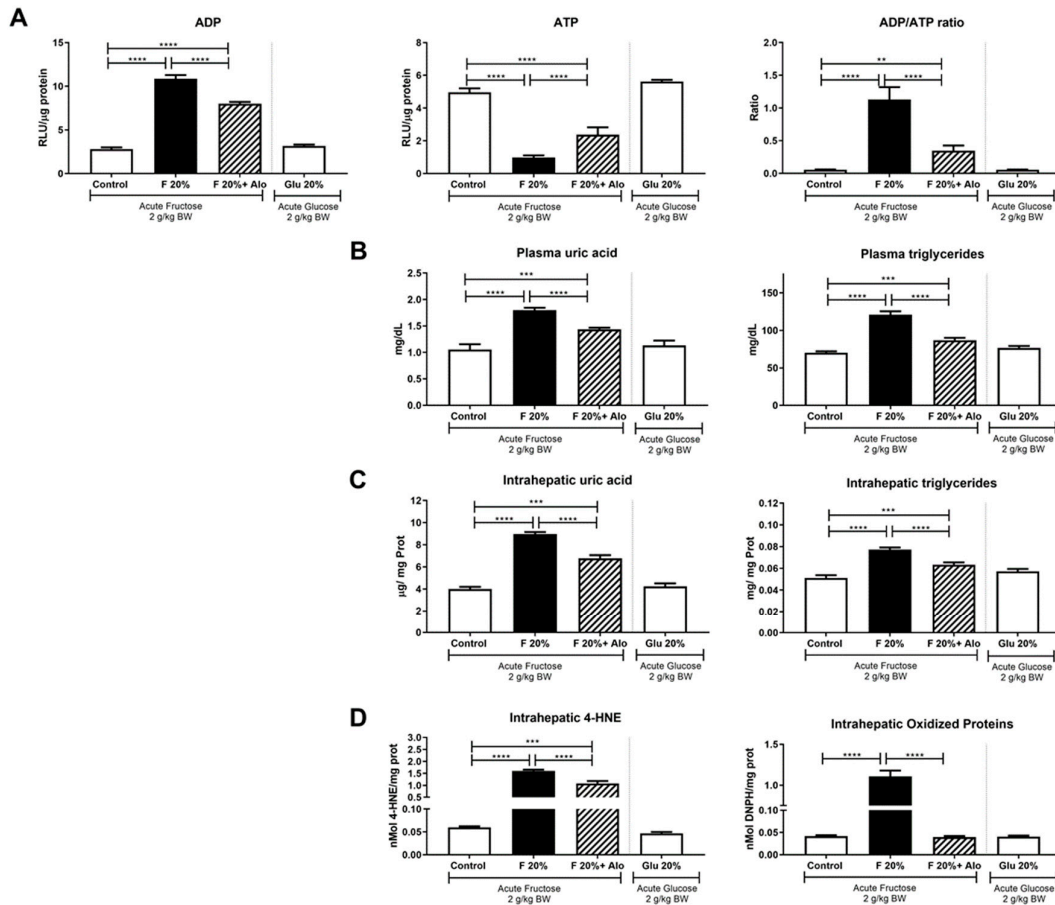 A
ADP
RLU/µg protein
15
10
5
0
****
****
****
Control
F 20%
F 20%+ Alo
Glu 20%
Acute Fructose
2 g/kg BW
Acute Glucose
2 g/kg BW
ATP
RLU/µg protein
8
6
4
2
0
****
****
****
Control
F 20%
F 20%+ Alo
Glu 20%
Acute Fructose
2 g/kg BW
Acute Glucose
2 g/kg BW
ADP/ATP ratio
Ratio
2.0
1.5
1.0
0.5
0.0
**
****
****
Control
F 20%
F 20%+ Alo
Glu 20%
Acute Fructose
2 g/kg BW
Acute Glucose
2 g/kg BW
B
Plasma uric acid
mg/dL
2.5
2.0
1.5
1.0
0.5
0.0
***
****
****
Control
F 20%
F 20%+ Alo
Glu 20%
Acute Fructose
2 g/kg BW
Acute Glucose
2 g/kg BW
Plasma triglycerides
mg/dL
150
100
50
0
***
****
****
Control
F 20%
F 20%+ Alo
Glu 20%
Acute Fructose
2 g/kg BW
Acute Glucose
2 g/kg BW
C
Intrahepatic uric acid
µg/ mg Prot
12
10
8
6
4
2
0
***
****
****
Control
F 20%
F 20%+ Alo
Glu 20%
Acute Fructose
2 g/kg BW
Acute Glucose
2 g/kg BW
Intrahepatic triglycerides
mg/ mg Prot
0.12
0.10
0.08
0.06
0.04
0.02
0.00
***
****
****
Control
F 20%
F 20%+ Alo
Glu 20%
Acute Fructose
2 g/kg BW
Acute Glucose
2 g/kg BW
D
Intrahepatic 4-HNE
nMol 4-HNE/mg prot
3.0
2.5
2.0
1.5
1.0
0.5
0.10
0.05
0.00
***
****
****
Control
F 20%
F 20%+ Alo
Glu 20%
Acute Fructose
2 g/kg BW
Acute Glucose
2 g/kg BW
Intrahepatic Oxidized Proteins
nMol DNPH/mg prot
1.5
1.0
0.10
0.05
0.00
****
****
Control
F 20%
F 20%+ Alo
Glu 20%
Acute Fructose
2 g/kg BW
Acute Glucose
2 g/kg BW